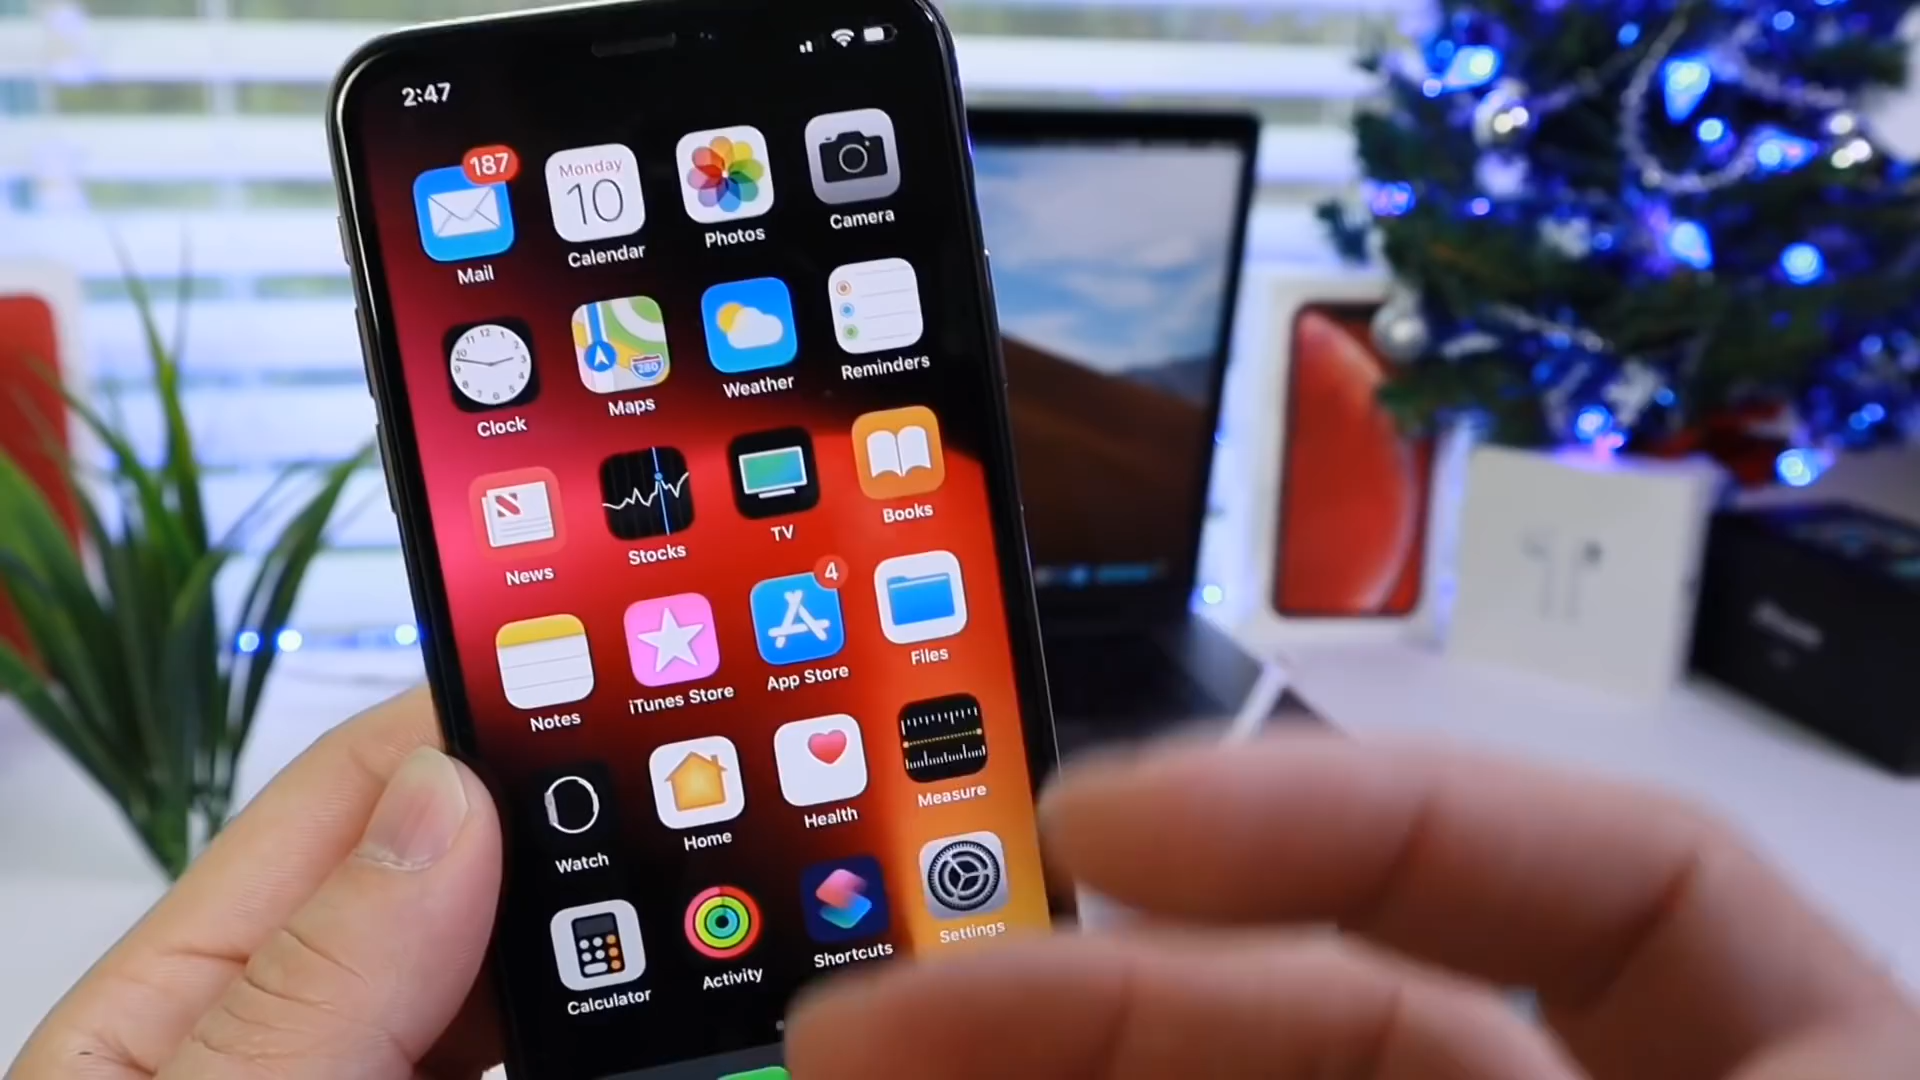 2:47
187
Monday
10
Mail
Calendar
Photos
Camera
Clock
280
Maps
Weather
Reminders
News
Stocks
TV
Books
4
Notes
iTunes Store
App Store
Files
Watch
Home
Health
Measure
Calculator
Activity
Shortcuts
Settings